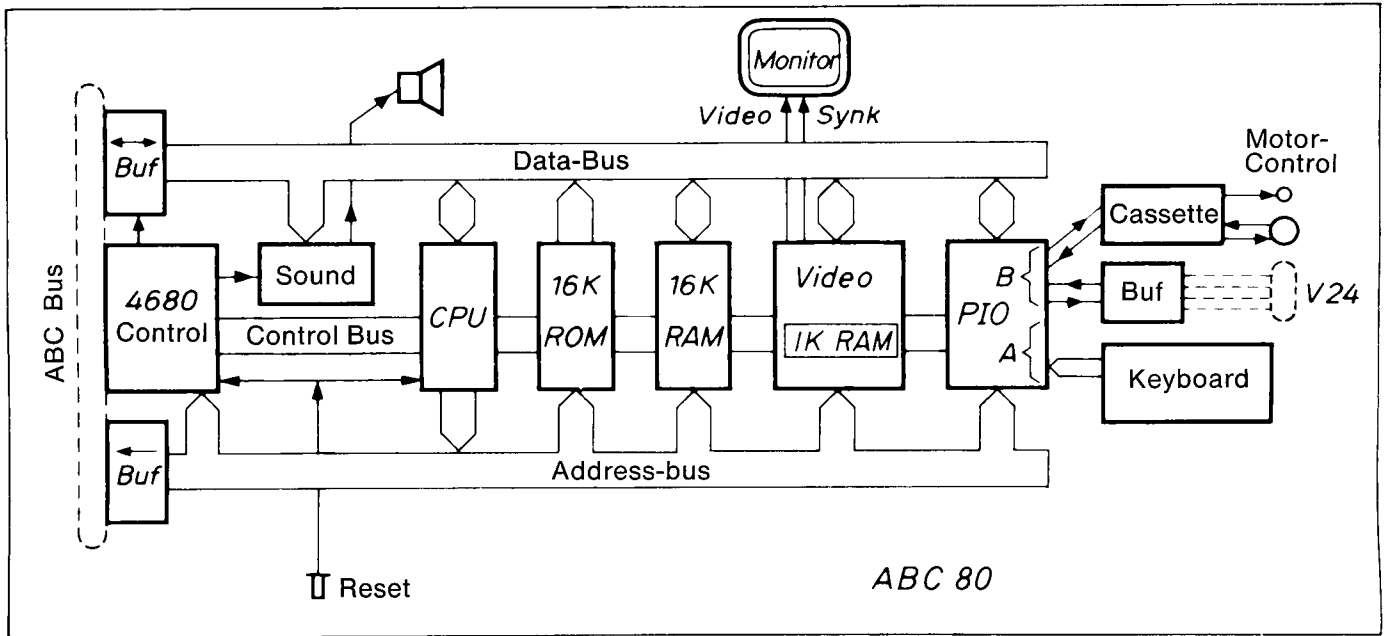 Monitor
Video
Synk
Motor-
Control
Buf
Data-Bus
Cassette
Sound
ABC Bus
4680
Control
Control Bus
CPU
16K
ROM
16K
RAM
Video
1K RAM
PIO
B
A
Buf
V24
Keyboard
Buf
Address-bus
Reset
ABC 80